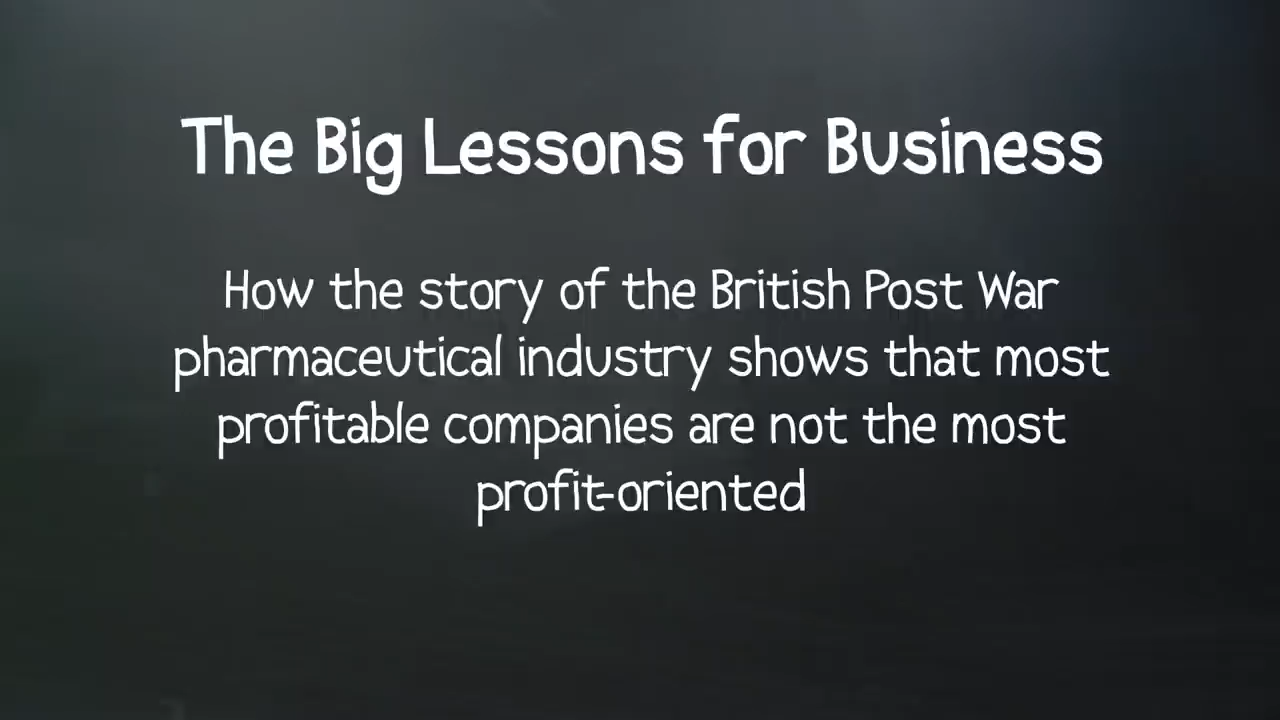 The Big Lessons for Business
How the story of the British Post War
pharmaceutical industry shows that most
profitable companies are not the most
profit-oriented